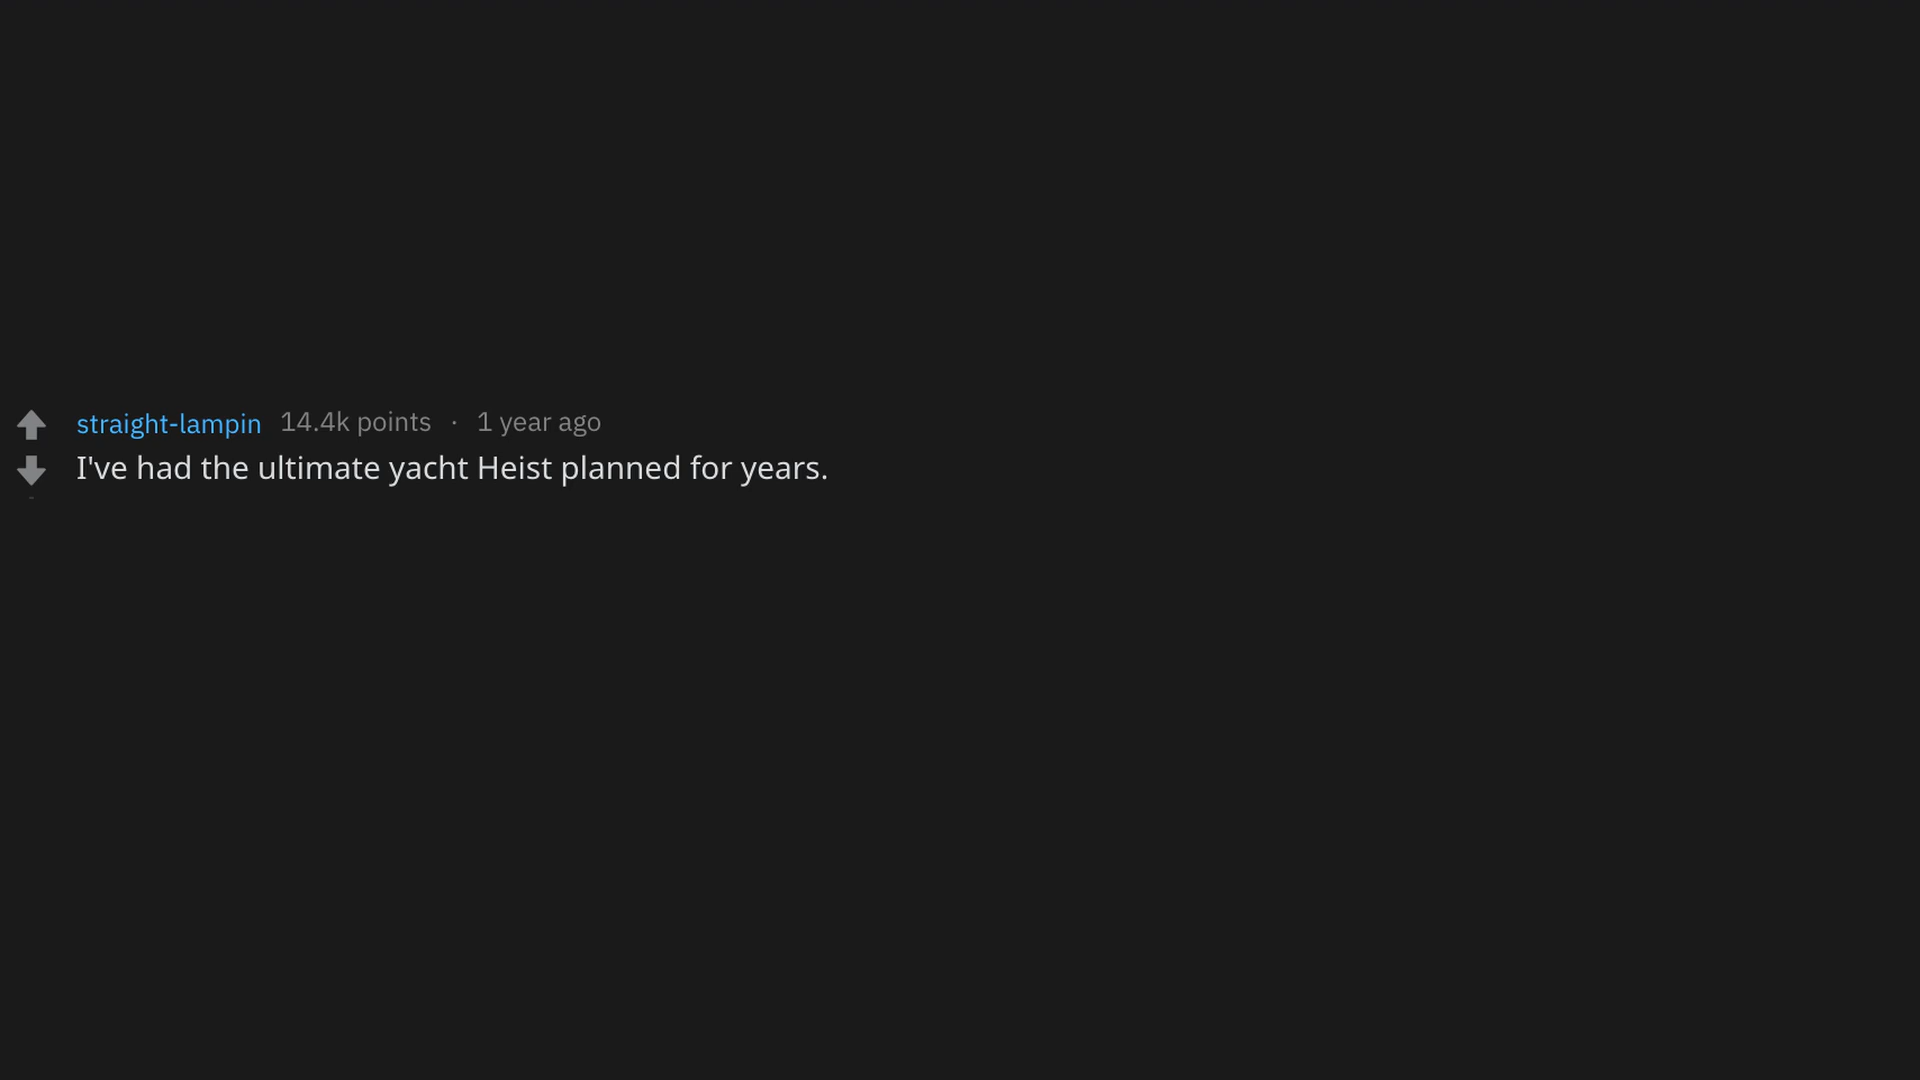 straight-lampin 14.4k points · 1 year ago
I've had the ultimate yacht Heist planned for years.